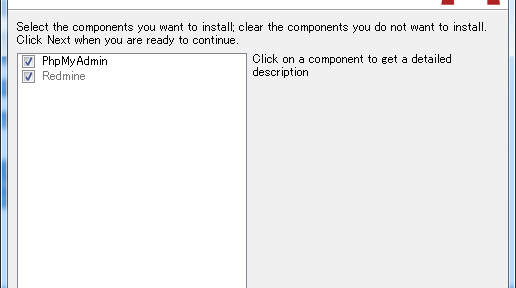 Select the components you want to install; clear the components you do not want to install.
Click Next when you are ready to continue.
PhpMyAdmin
Redmine
Click on a component to get a detailed
description